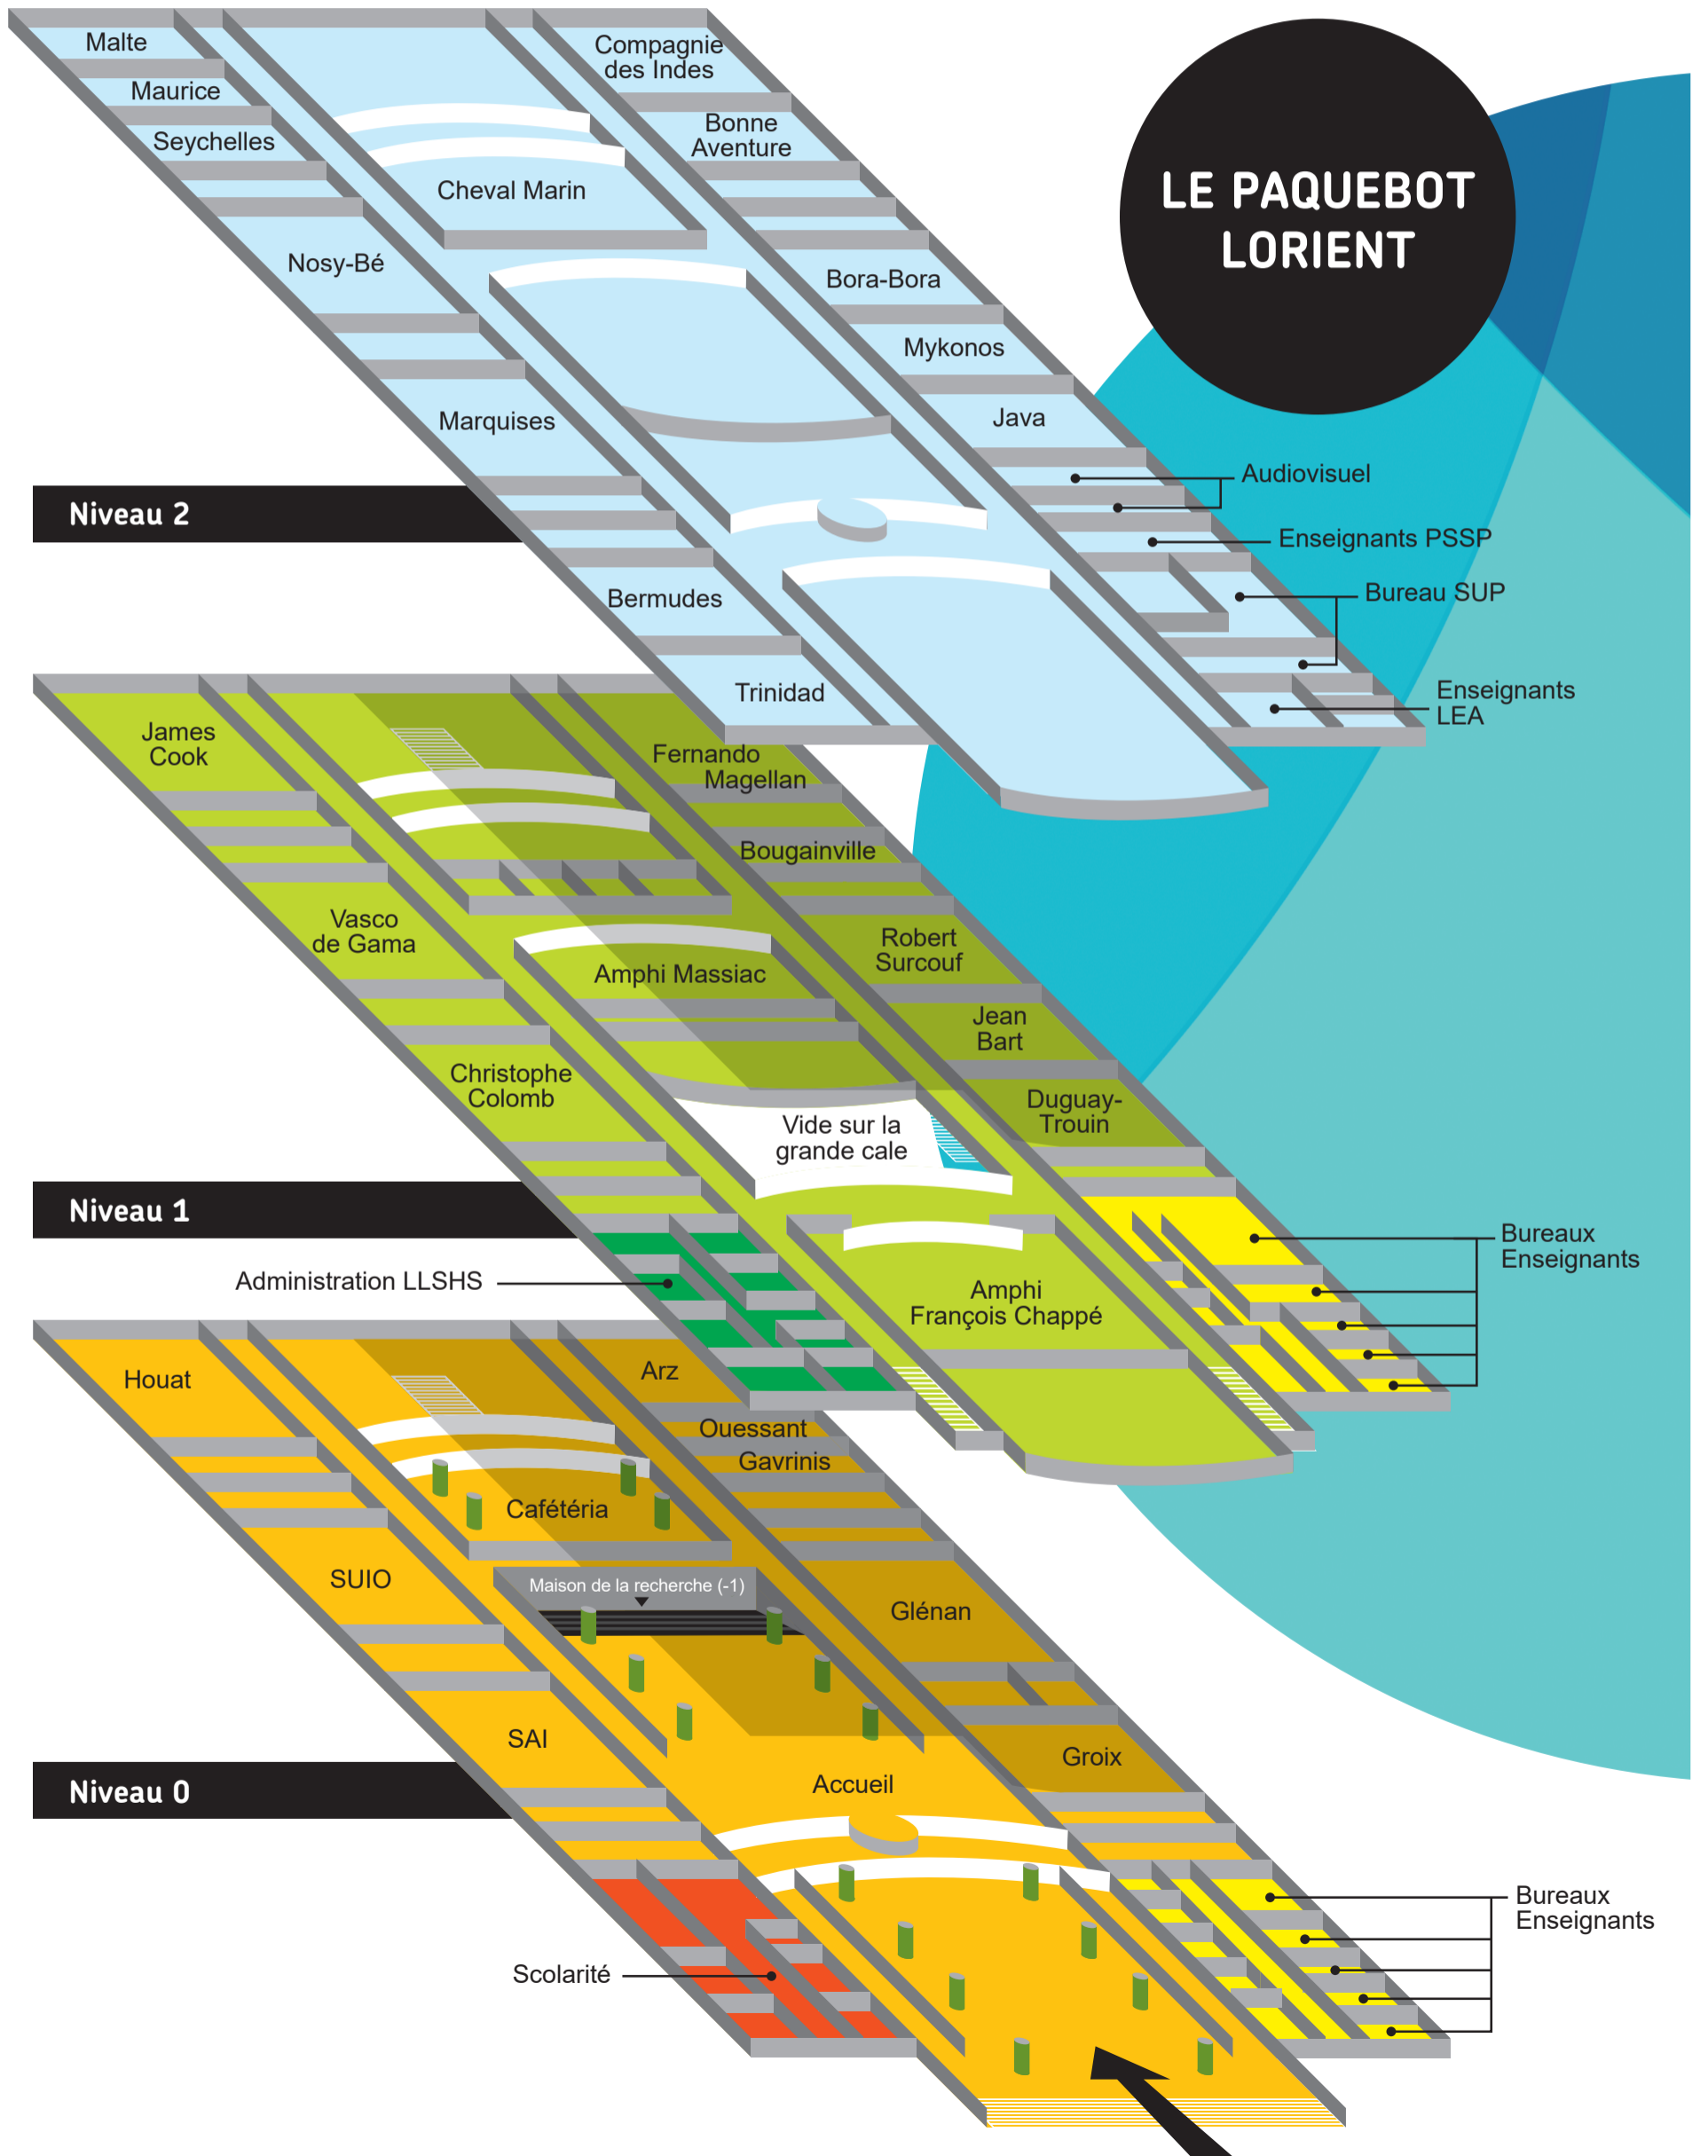 LE PAQUEBOT
LORIENT
Malte
Maurice
Seychelles
Nosy-Bé
Marquises
Bermudes
Trinidad
Cheval Marin
Compagnie
des Indes
Bonne
Aventure
Bora-Bora
Mykonos
Java
Audiovisuel
Enseignants PSSP
Bureau SUP
Enseignants
LEA
Niveau 2
James
Cook
Vasco
de Gama
Christophe
Colomb
Amphi Massiac
Vide sur la
grande cale
Amphi
François Chappé
Fernando
Magellan
Bougainville
Robert
Surcouf
Jean
Bart
Duguay-
Trouin
Bureaux
Enseignants
Niveau 1
Administration LLSHS
Houat
SUIO
SAI
Cafétéria
Maison de la recherche (-1)
Accueil
Arz
Ouessant
Gavrinis
Glénan
Groix
Niveau 0
Scolarité
Bureaux
Enseignants